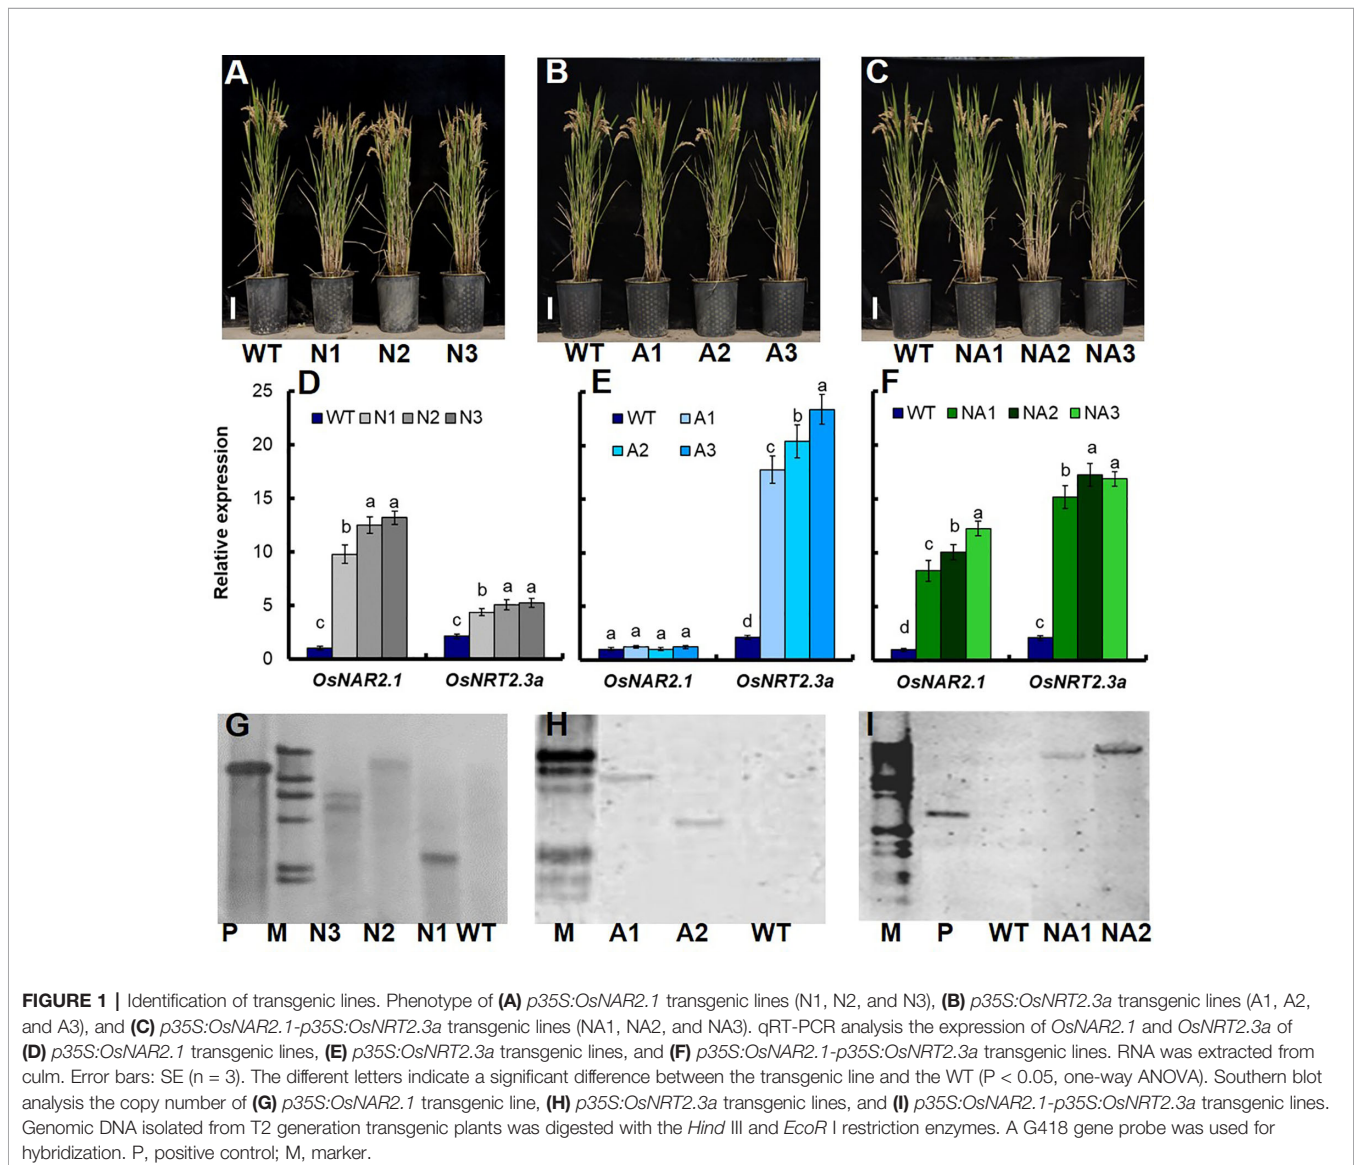 A B C
WT N1 N2 N3 WT A1 A2 A3 WT NA1 NA2 NA3
D E F
25
20
15
10
5
0
Relative expression
WT N1 N2 N3
c b a a c b a a
OsNAR2.1 OsNRT2.3a
WT A1
A2 A3
a a a a d c b a
OsNAR2.1 OsNRT2.3a
WT NA1 NA2 NA3
d c b a c b a a
OsNAR2.1 OsNRT2.3a
G H I
P M N3 N2 N1 WT M A1 A2 WT M P WT NA1 NA2
FIGURE 1 | Identification of transgenic lines. Phenotype of (A) p35S:OsNAR2.1 transgenic lines (N1, N2, and N3), (B) p35S:OsNRT2.3a transgenic lines (A1, A2,
and A3), and (C) p35S:OsNAR2.1-p35S:OsNRT2.3a transgenic lines (NA1, NA2, and NA3). qRT-PCR analysis the expression of OsNAR2.1 and OsNRT2.3a of
(D) p35S:OsNAR2.1 transgenic lines, (E) p35S:OsNRT2.3a transgenic lines, and (F) p35S:OsNAR2.1-p35S:OsNRT2.3a transgenic lines. RNA was extracted from
culm. Error bars: SE (n = 3). The different letters indicate a significant difference between the transgenic line and the WT (P < 0.05, one-way ANOVA). Southern blot
analysis the copy number of (G) p35S:OsNAR2.1 transgenic line, (H) p35S:OsNRT2.3a transgenic lines, and (I) p35S:OsNAR2.1-p35S:OsNRT2.3a transgenic lines.
Genomic DNA isolated from T2 generation transgenic plants was digested with the Hind III and EcoR I restriction enzymes. A G418 gene probe was used for
hybridization. P, positive control; M, marker.